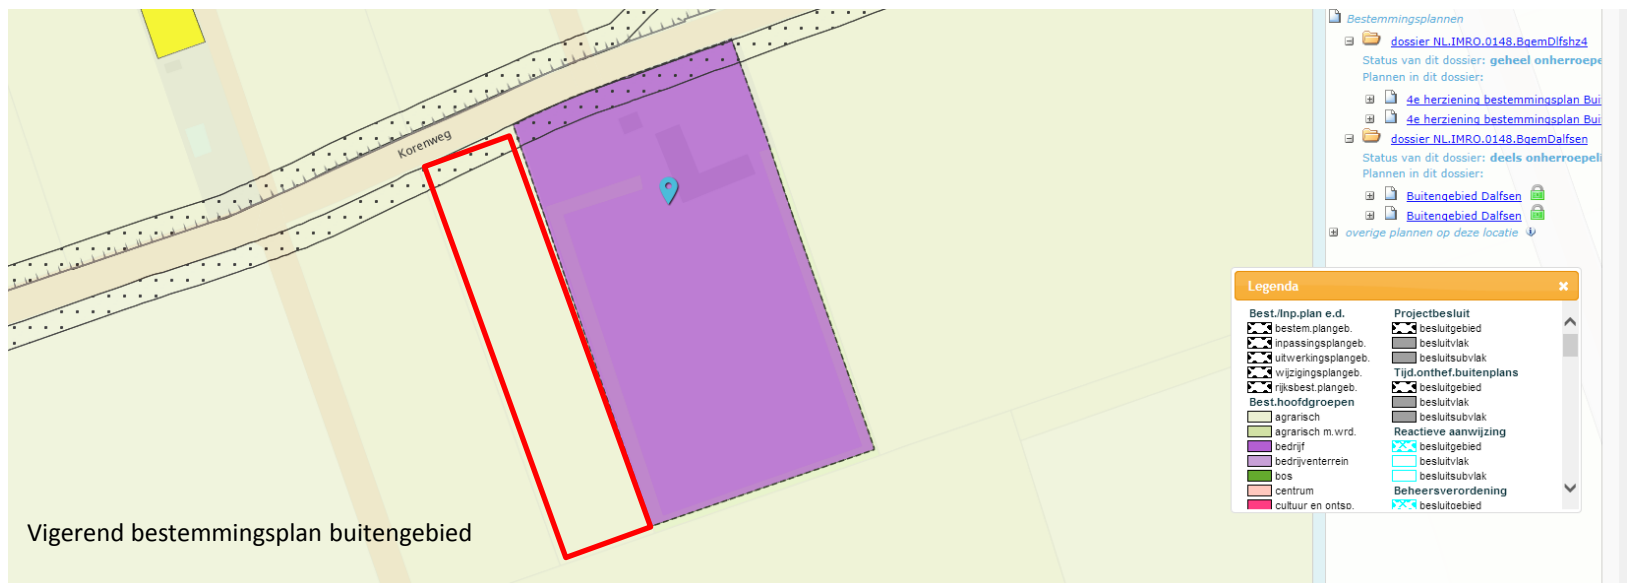 Korenweg
Vigerend bestemmingsplan buitengebied
Bestemmingsplannen
dossier NL.IMRO.0148.BgemDlfshz4
Status van dit dossier: geheel onherroepe
Plannen in dit dossier:
4e herziening bestemmingsplan Bui
4e herziening bestemmingsplan Bui
dossier NL.IMRO.0148.BgemDalfsen
Status van dit dossier: deels onherroepeli
Plannen in dit dossier:
Buitengebied Dalfsen
Buitengebied Dalfsen
overige plannen op deze locatie
Legenda
Best./Inp.plan e.d.
bestem.plangeb.
inpassingsplangeb.
uitwerkingsplangeb.
wijzigingsplangeb.
rijksbest.plangeb.
Best.hoofdgroepen
agrarisch
agrarisch m.wrd.
bedrijf
bedrijventerrein
bos
centrum
cultuur en ontsp.
Projectbesluit
besluitgebied
besluitvlak
besluitsubvlak
Tijd.onthef.buitenplans
besluitgebied
besluitvlak
besluitsubvlak
Reactieve aanwijzing
besluitgebied
besluitvlak
besluitsubvlak
Beheersverordening
besluitgebied